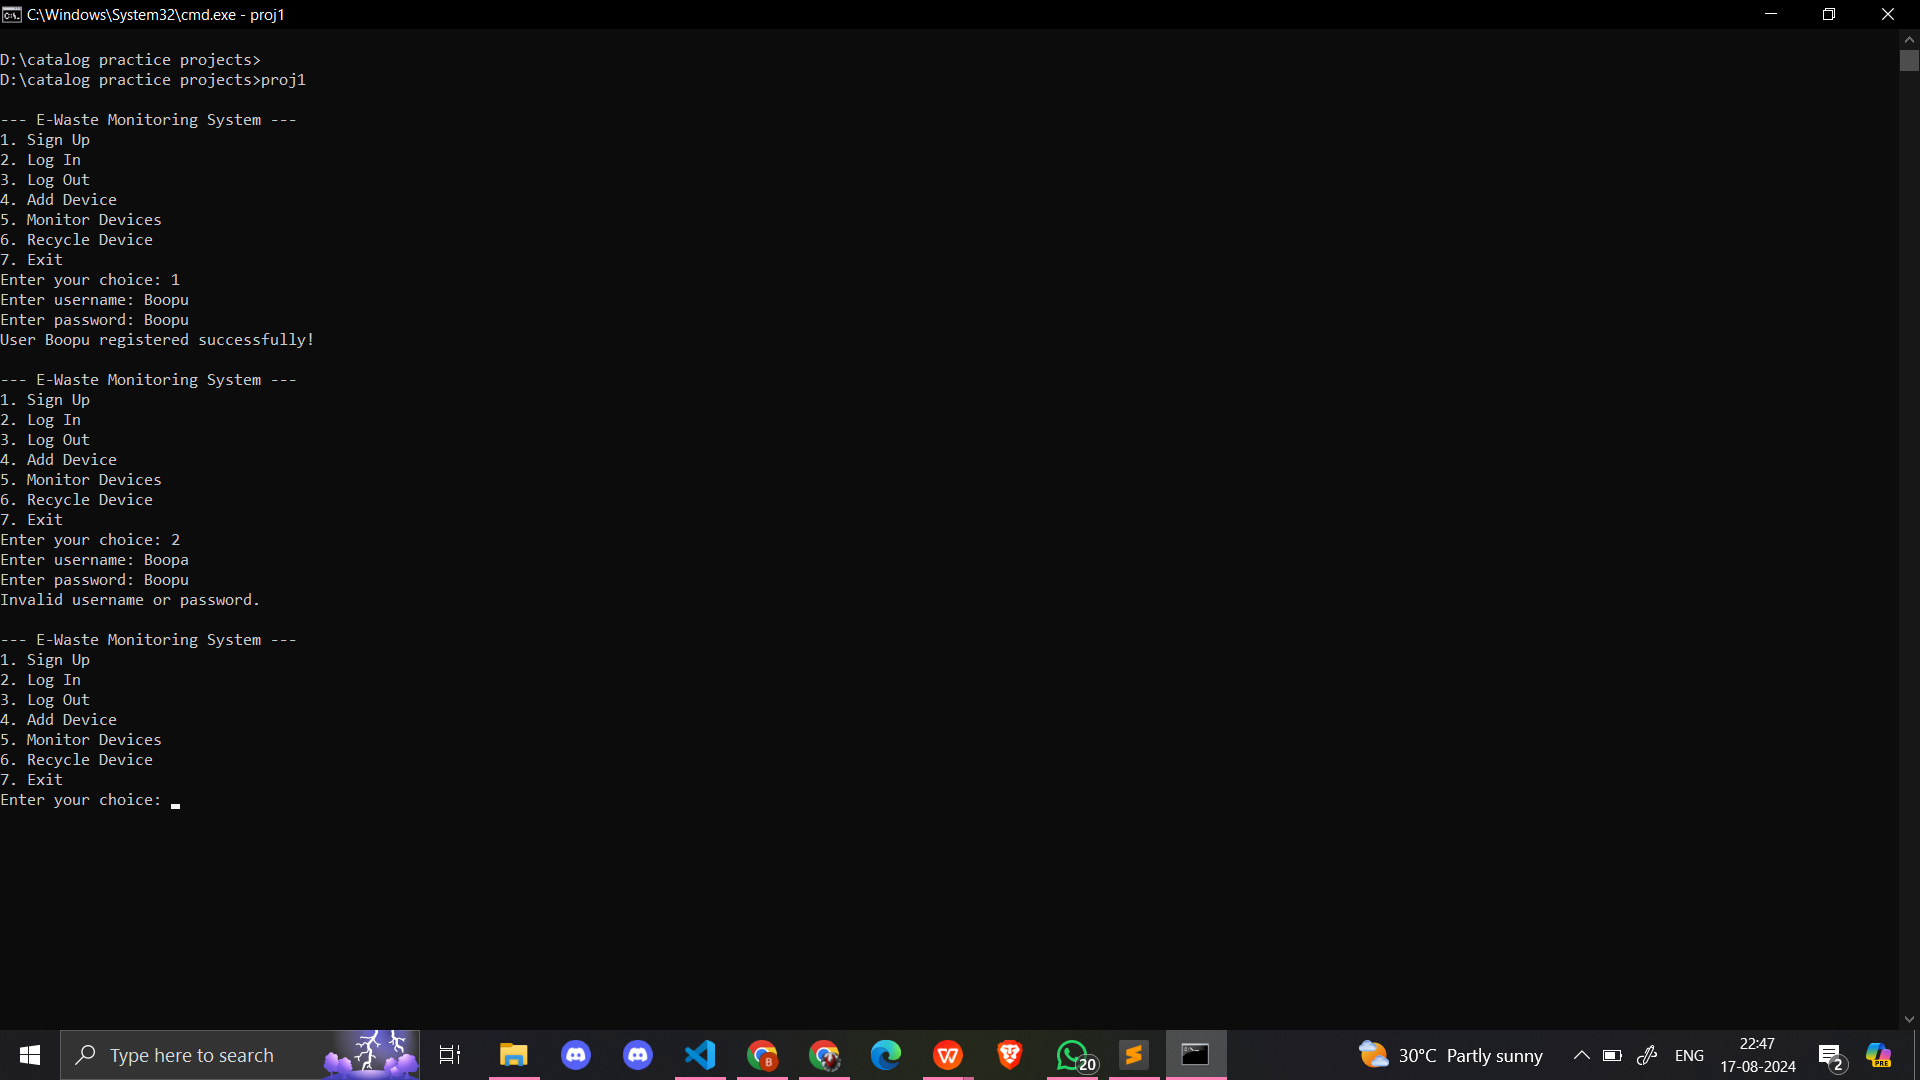 C:\Windows\System32\cmd.exe - proj1
D:\catalog practice projects>
D:\catalog practice projects>proj1
--- E-Waste Monitoring System ---
1. Sign Up
2. Log In
3. Log Out
4. Add Device
5. Monitor Devices
6. Recycle Device
7. Exit
Enter your choice: 1
Enter username: Boopu
Enter password: Boopu
User Boopu registered successfully!
--- E-Waste Monitoring System ---
1. Sign Up
2. Log In
3. Log Out
4. Add Device
5. Monitor Devices
6. Recycle Device
7. Exit
Enter your choice: 2
Enter username: Boopa
Enter password: Boopu
Invalid username or password.
--- E-Waste Monitoring System ---
1. Sign Up
2. Log In
3. Log Out
4. Add Device
5. Monitor Devices
6. Recycle Device
7. Exit
Enter your choice:
Type here to search
B
W
20
30°C Partly sunny
ENG
22:47
17-08-2024
2
PRE